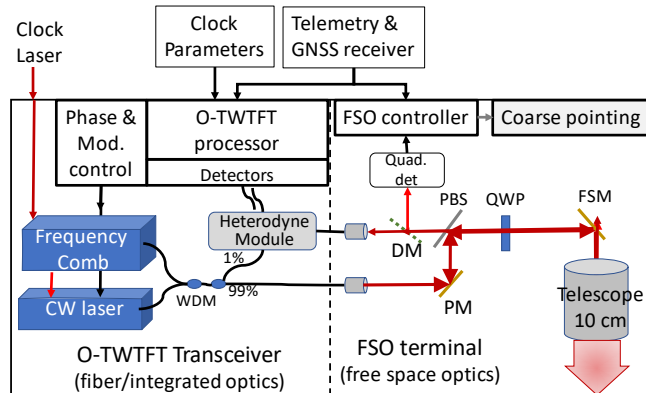 Clock
Laser
Clock
Parameters
Telemetry &
GNSS receiver
Phase &
Mod.
control
O-TWTFT
processor
Detectors
FSO controller
Coarse pointing
Quad.
det
Heterodyne
Module
PBS
QWP
FSM
DM
Frequency
Comb
1%
WDM
99%
CW laser
PM
Telescope
10 cm
O-TWTFT Transceiver
(fiber/integrated optics)
FSO terminal
(free space optics)